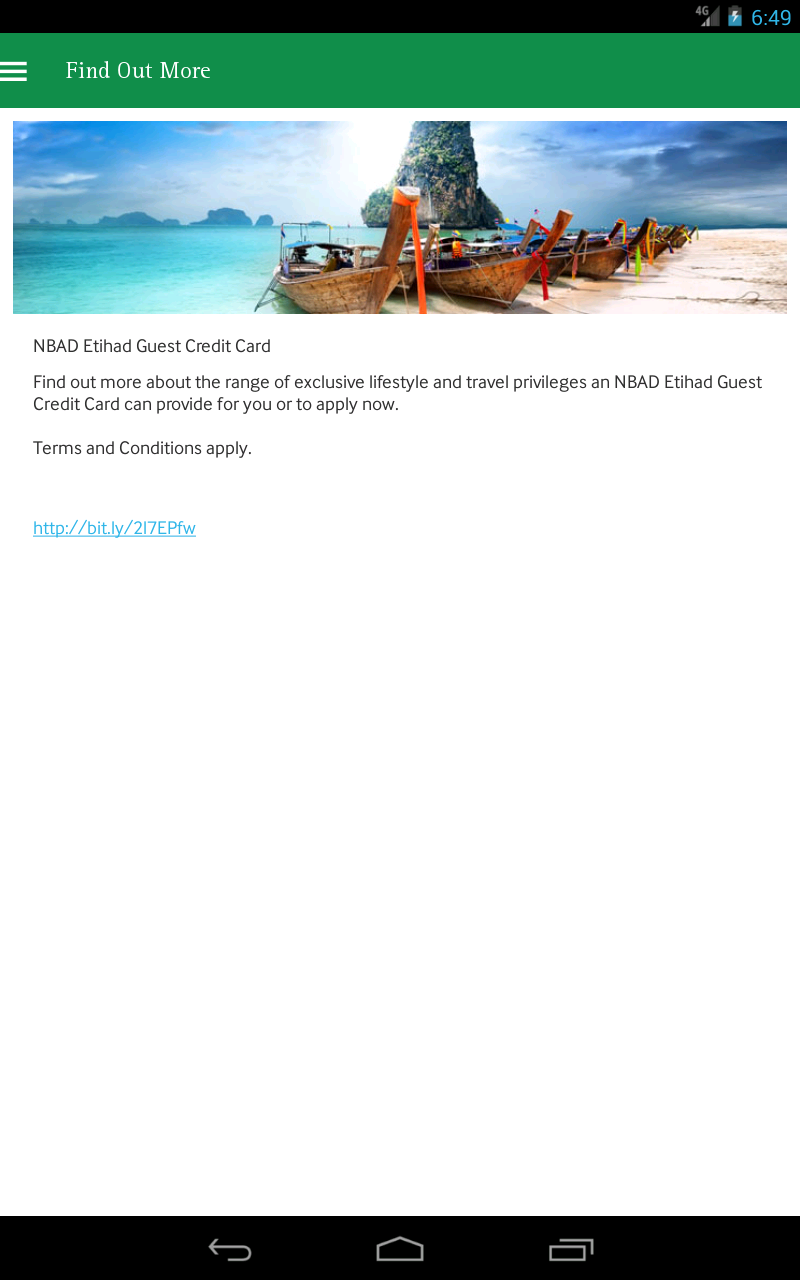 4G
6:49
Find Out More
NBAD Etihad Guest Credit Card
Find out more about the range of exclusive lifestyle and travel privileges an NBAD Etihad Guest
Credit Card can provide for you or to apply now.
Terms and Conditions apply.
http://bit.ly/2l7EPfw